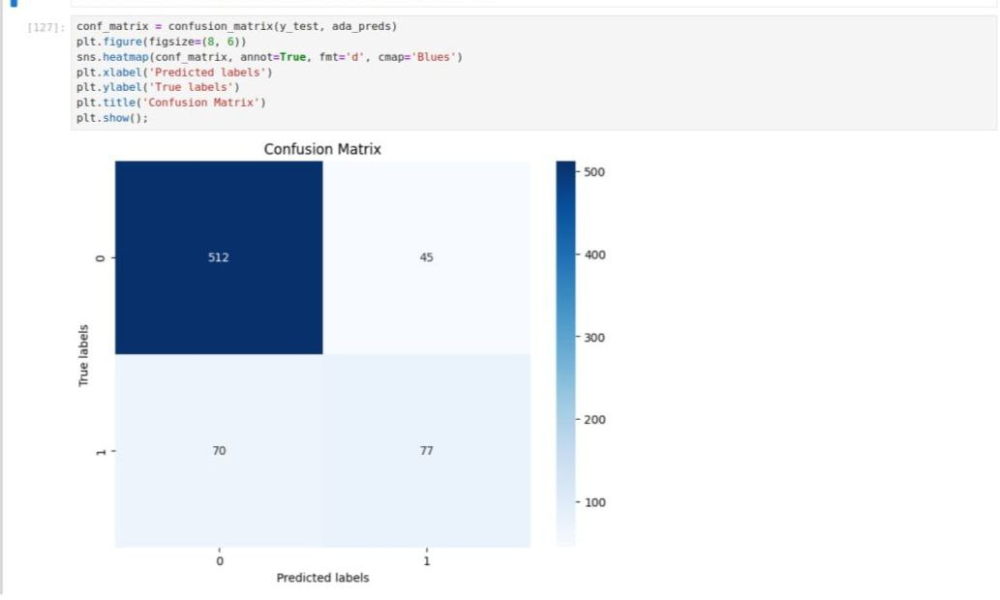 [127]: conf_matrix = confusion_matrix(y_test, ada_preds)
plt.figure(figsize=(8, 6))
sns.heatmap(conf_matrix, annot=True, fmt='d', cmap='Blues')
plt.xlabel('Predicted labels')
plt.ylabel('True labels')
plt.title('Confusion Matrix')
plt.show();
Confusion Matrix
500
400
300
200
100
512 45
70 77
0
1
True labels
0 1
Predicted labels